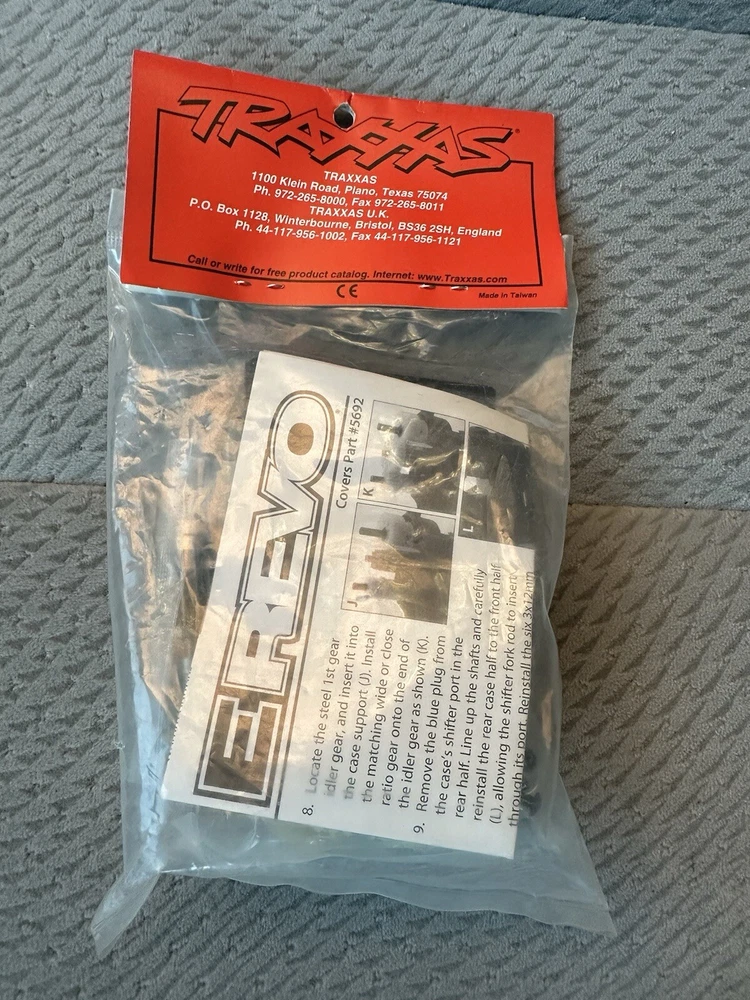 TRAXXAS®
TRAXXAS
1100 Klein Road, Plano, Texas 75074
Ph. 972-265-8000, Fax 972-265-8011
TRAXXAS U.K.
P.O. Box 1128, Winterbourne, Bristol, BS36 2SH, England
Ph. 44-117-956-1002, Fax 44-117-956-1121
Call or write for free product catalog. Internet: www.Traxxas.com
CE
Made in Taiwan
E REVO
Covers Part #5692
K
L
J
8. Locate the steel 1st gear
idler gear, and insert it into
the case support (J). Install
the matching wide or close
ratio gear onto the end of
the idler gear as shown (K).
9. Remove the blue plug from
the case's shifter port in the
rear half. Line up the shafts and carefully
reinstall the rear case half to the front half
(L), allowing the shifter fork rod to insert
through its port. Reinstall the six 3x12mm